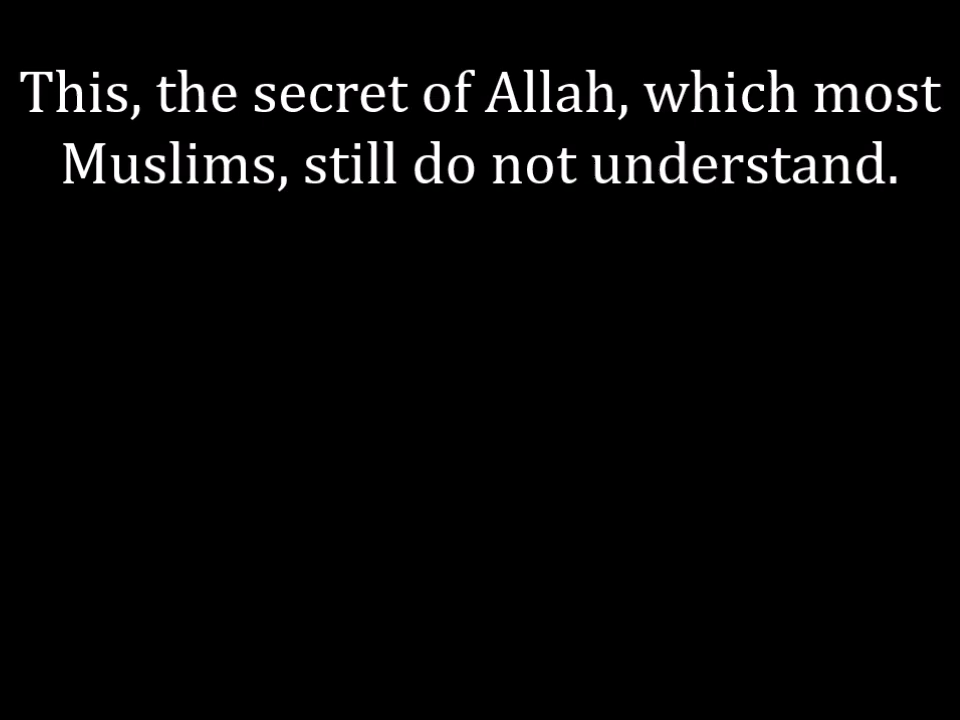 This, the secret of Allah, which most
Muslims, still do not understand.